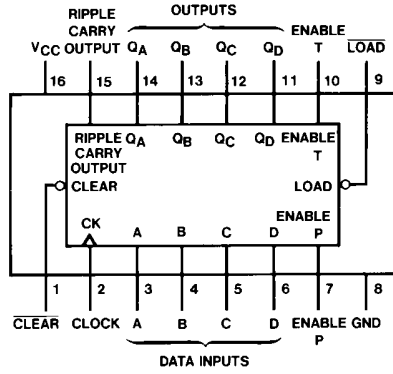 OUTPUTS
RIPPLE
CARRY
OUTPUT
VCC
QA QB QC QD
ENABLE
T
LOAD
16 15 14 13 12 11 10 9
RIPPLE
CARRY
OUTPUT
QA QB QC QD
ENABLE
T
CLEAR
LOAD
CK
A B C D
ENABLE
P
1 2 3 4 5 6 7 8
CLEAR CLOCK A B C D ENABLE GND
P
DATA INPUTS